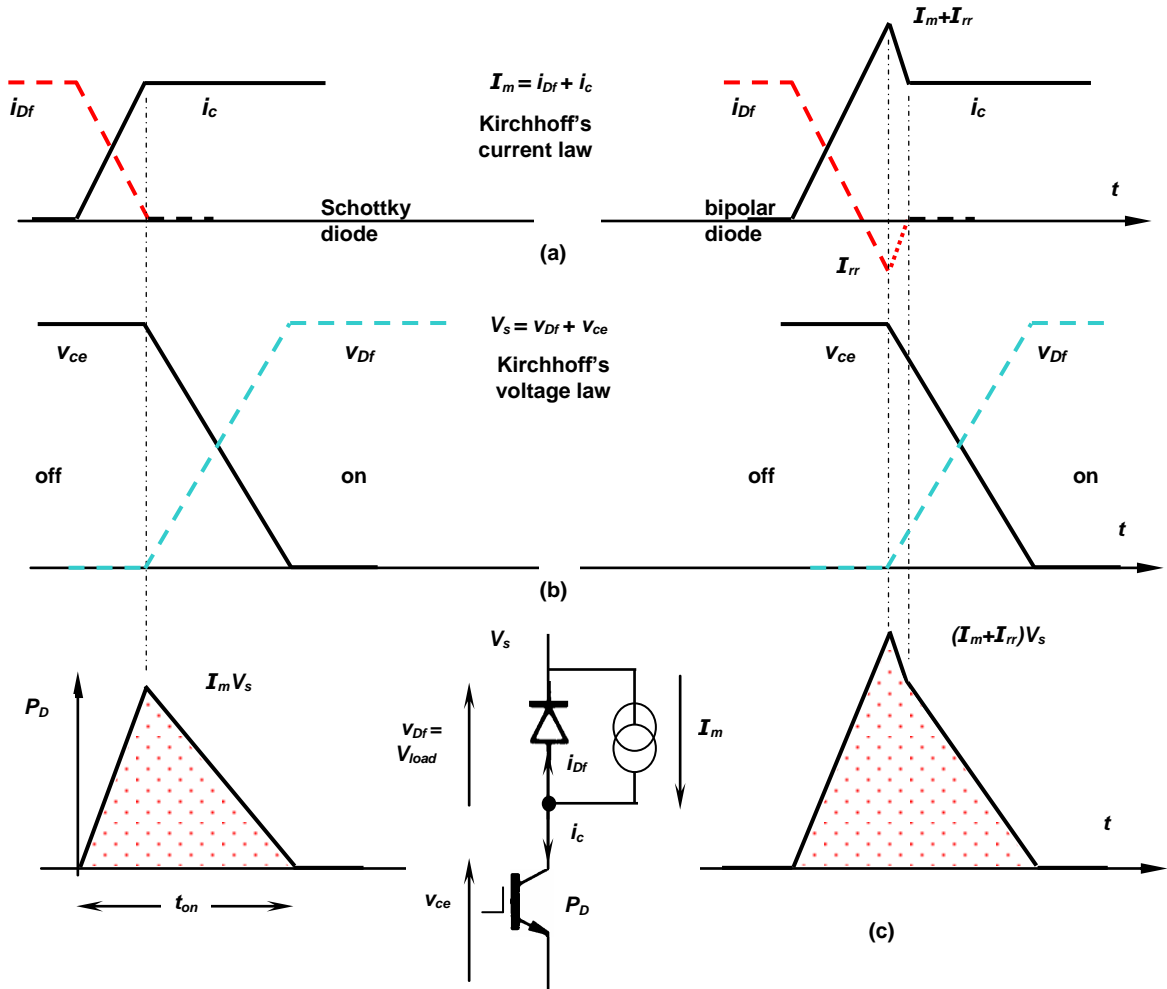 I_m+I_rr
i_Df
i_c
I_m = i_Df + i_c
Kirchhoff's
current law
i_Df
i_c
t
Schottky
diode
bipolar
diode
(a)
I_rr
v_ce
v_Df
V_s = v_Df + v_ce
Kirchhoff's
voltage law
v_ce
v_Df
off
on
off
on
t
(b)
V_s
(I_m+I_rr)V_s
I_mV_s
P_D
v_Df =
V_load
I_m
i_Df
i_c
t
t_on
v_ce
P_D
(c)